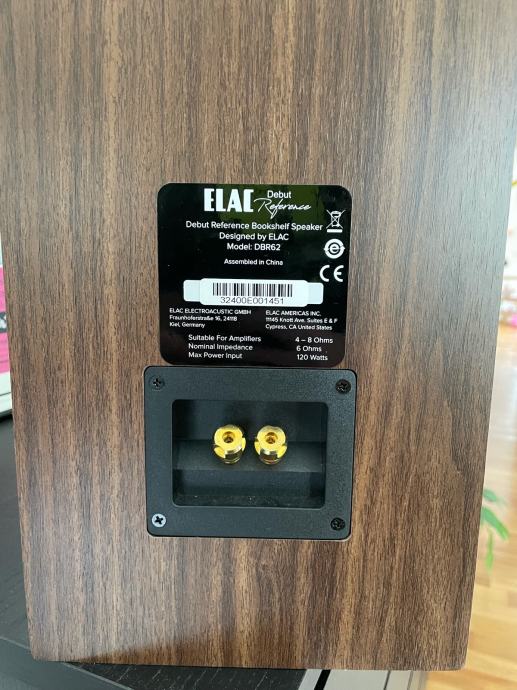 ELAC Debut Reference
Debut Reference Bookshelf Speaker
Designed by ELAC
Model: DBR62
Assembled in China
32400E001451
ELAC ELECTROACUSTIC GMBH
Fraunhoferstraße 16, 24118
Kiel, Germany
ELAC AMERICAS INC.
11145 Knott Ave. Suites E & F
Cypress, CA United States
Suitable For Amplifiers 4 – 8 Ohms
Nominal Impedance 6 Ohms
Max Power Input 120 Watts